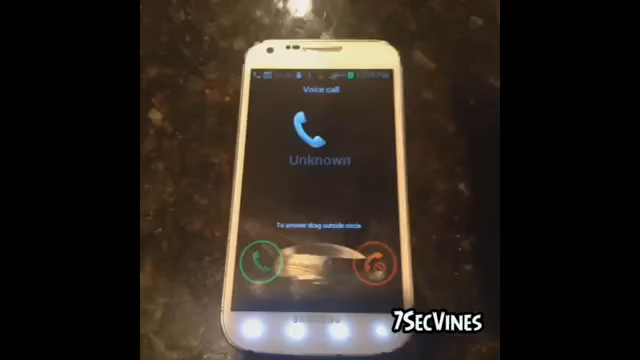 Voice call
Unknown
To answer drag outside circle
SAMSUNG
7SECVINES